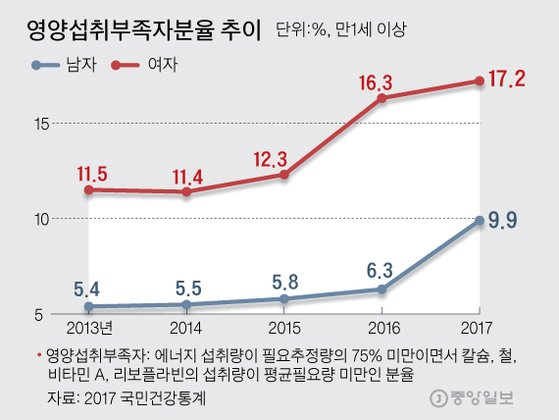 영양섭취부족자분율 추이 단위:%, 만1세 이상
남자 여자
17.2
16.3
15
12.3
11.5
11.4
10
9.9
6.3
5.8
5.5
5.4
5
2013년 2014 2015 2016 2017
• 영양섭취부족자: 에너지 섭취량이 필요추정량의 75% 미만이면서 칼슘, 철,
비타민 A, 리보플라빈의 섭취량이 평균필요량 미만인 분율
자료: 2017 국민건강통계
J 중앙일보